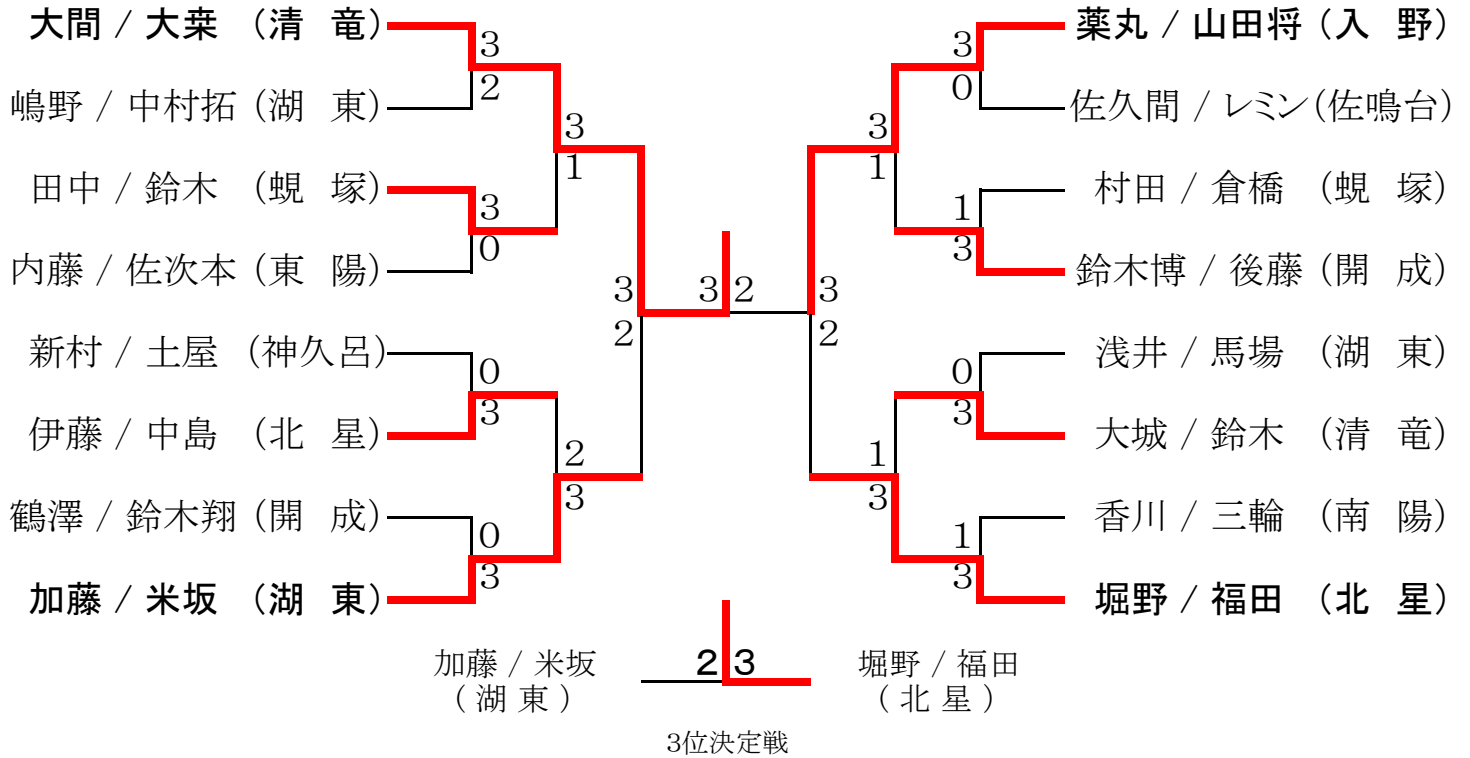 大間 / 大桒 （清 竜） 3 3 薬丸 / 山田将 （入 野）
嶋野 / 中村拓 （湖 東） 2 0 佐久間 / レミン（佐鳴台）
3 3
1 1
田中 / 鈴木 （蜆 塚） 3 1 村田 / 倉橋 （蜆 塚）
内藤 / 佐次本 （東 陽） 0 3 鈴木博 / 後藤 （開 成）
3 3 2 3
2 2
新村 / 土屋 （神久呂） 0 0 浅井 / 馬場 （湖 東）
伊藤 / 中島 （北 星） 3 3 大城 / 鈴木 （清 竜）
2 1
3 3
鶴澤 / 鈴木翔 （開 成） 0 1 香川 / 三輪 （南 陽）
加藤 / 米坂 （湖 東） 3 3 堀野 / 福田 （北 星）
加藤 / 米坂 2 3 堀野 / 福田
（ 湖 東 ） （ 北 星 ）
3位決定戦